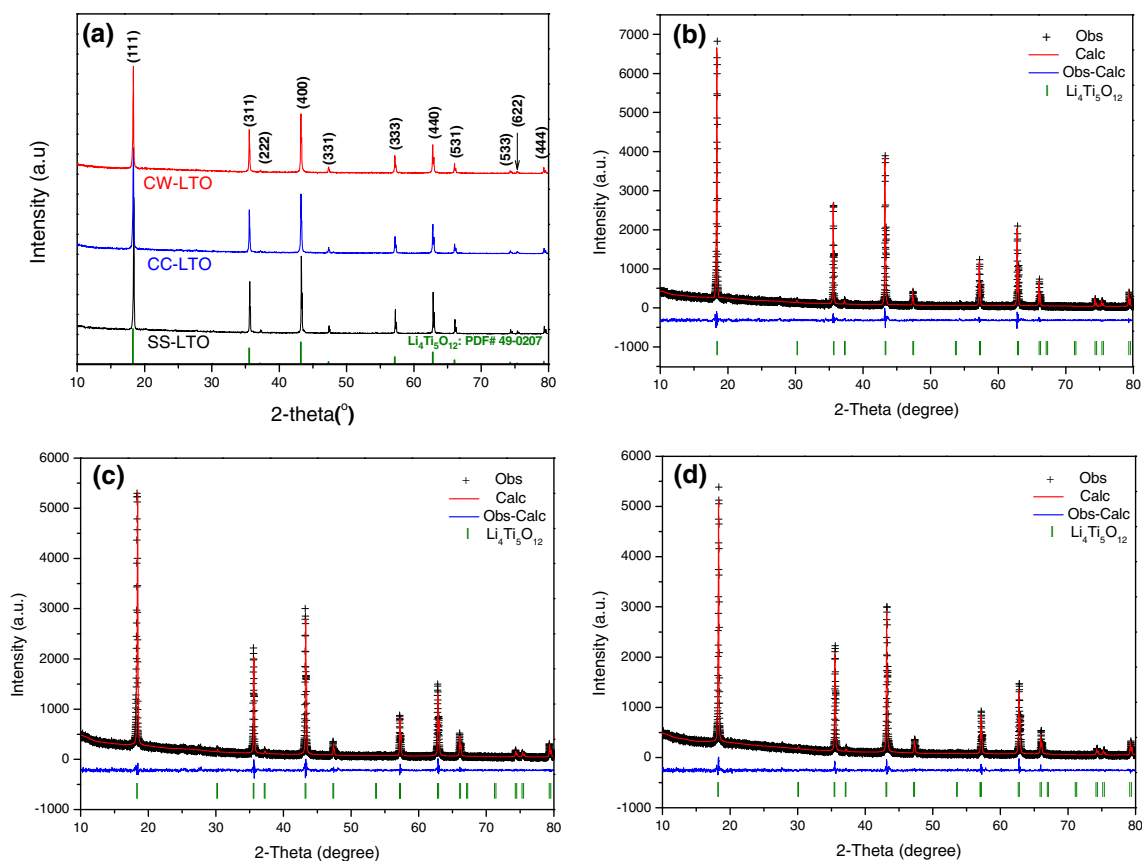 (a)
(111)
(311)
(222)
(400)
(331)
(333)
(440)
(531)
(533)
(622)
(444)
CW-LTO
CC-LTO
SS-LTO
Li₄Ti₅O₁₂: PDF# 49-0207
Intensity (a.u)
10 20 30 40 50 60 70 80
2-theta(°)
(b)
Obs
Calc
Obs-Calc
Li₄Ti₅O₁₂
7000
6000
5000
4000
3000
2000
1000
0
-1000
Intensity (a.u.)
10 20 30 40 50 60 70 80
2-Theta (degree)
(c)
Obs
Calc
Obs-Calc
Li₄Ti₅O₁₂
6000
5000
4000
3000
2000
1000
0
-1000
Intensity (a.u.)
10 20 30 40 50 60 70 80
2-Theta (degree)
(d)
Obs
Calc
Obs-Calc
Li₄Ti₅O₁₂
6000
5000
4000
3000
2000
1000
0
-1000
Intensity (a.u.)
10 20 30 40 50 60 70 80
2-Theta (degree)